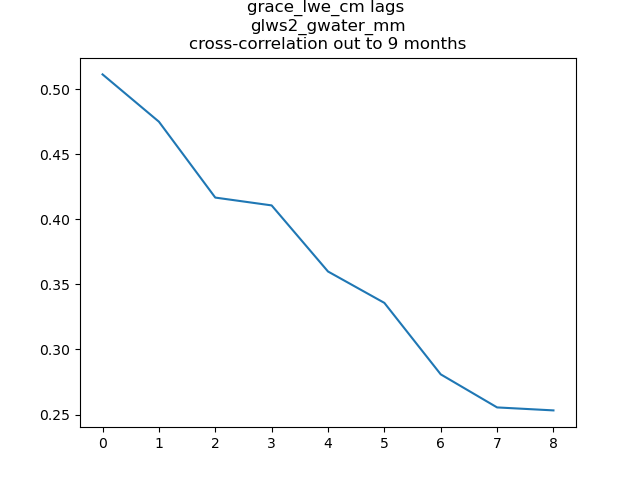 grace_lwe_cm lags
glws2_gwater_mm
cross-correlation out to 9 months
0.50
0.45
0.40
0.35
0.30
0.25
0 1 2 3 4 5 6 7 8